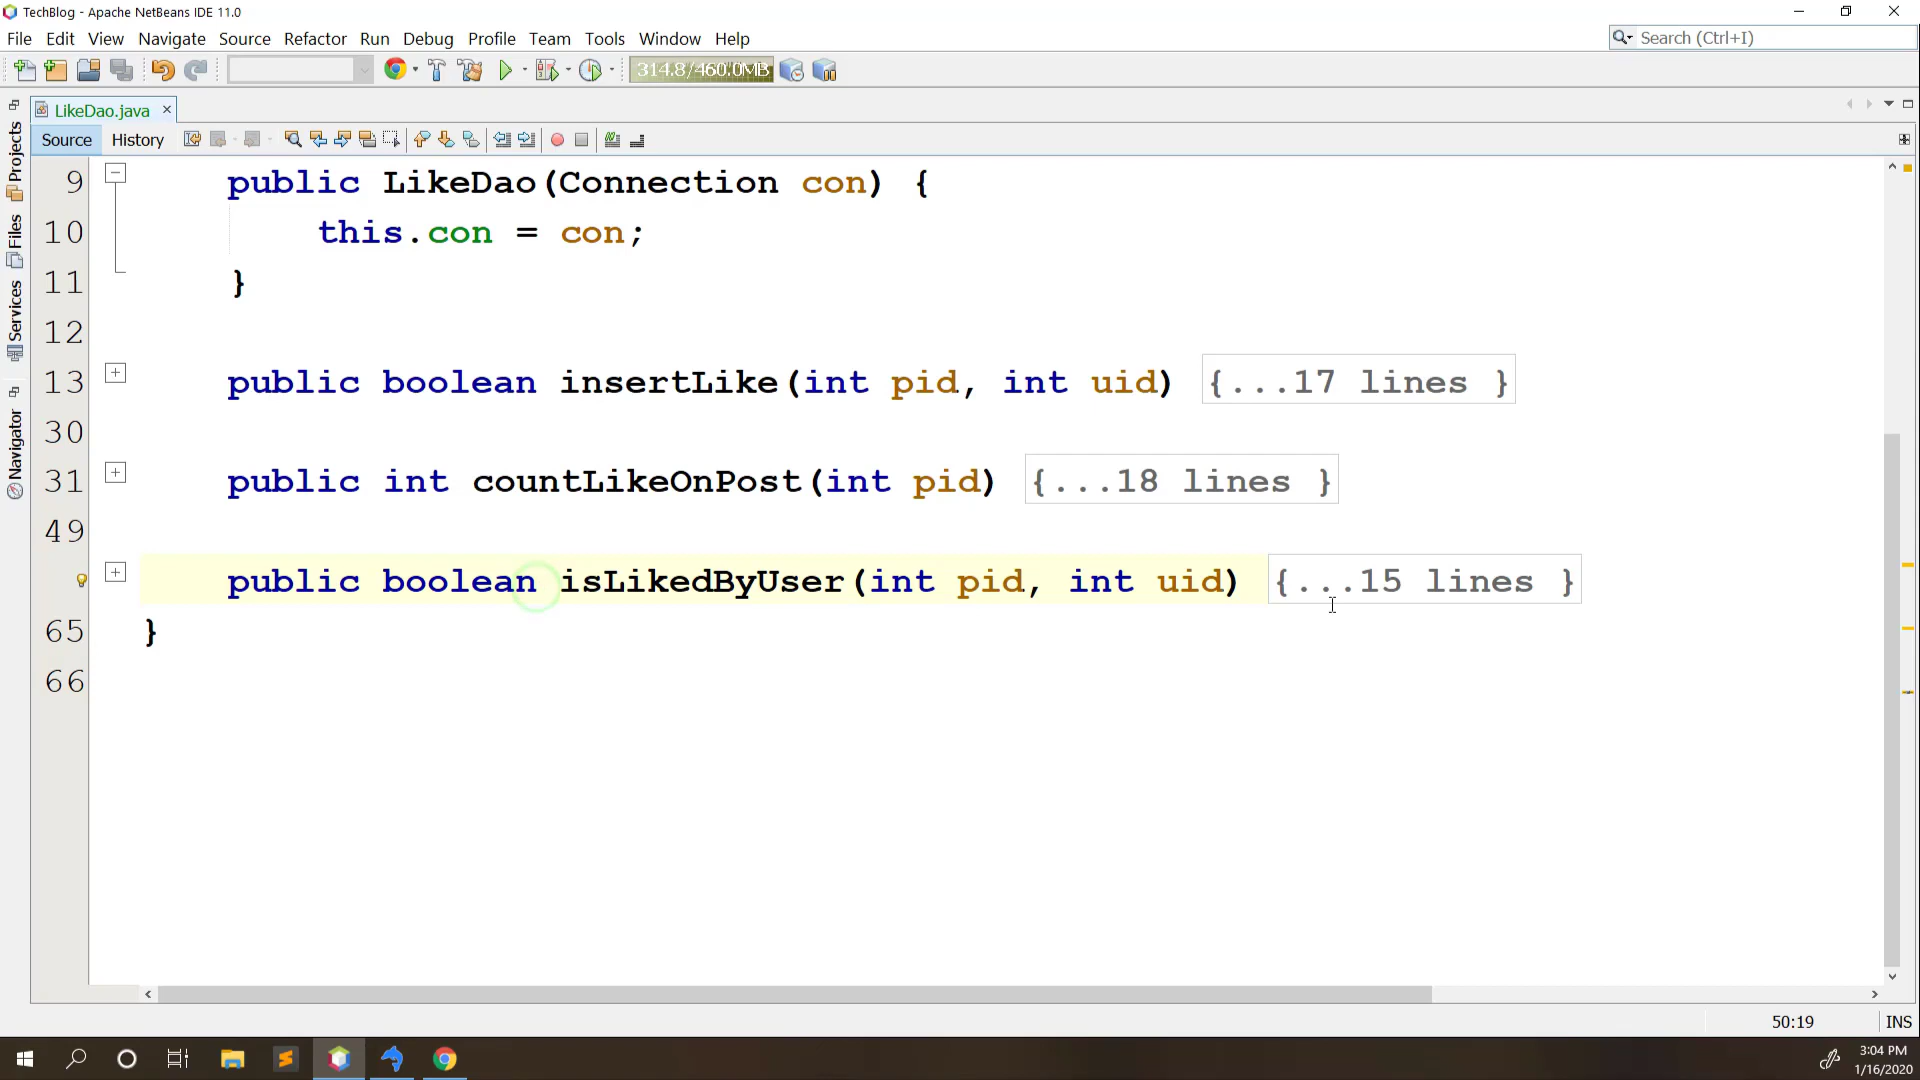 TechBlog - Apache NetBeans IDE 11.0
File Edit View Navigate Source Refactor Run Debug Profile Team Tools Window Help
Search (Ctrl+I)
314.8/460.0MB
LikeDao.java
Source History
Projects
Files
Services
Navigator
9 public LikeDao(Connection con) {
10 this.con = con;
11 }
12
13 public boolean insertLike(int pid, int uid) {...17 lines }
30
31 public int countLikeOnPost(int pid) {...18 lines }
49
public boolean isLikedByUser(int pid, int uid) {...15 lines }
65 }
66
50:19 INS
3:04 PM
1/16/2020